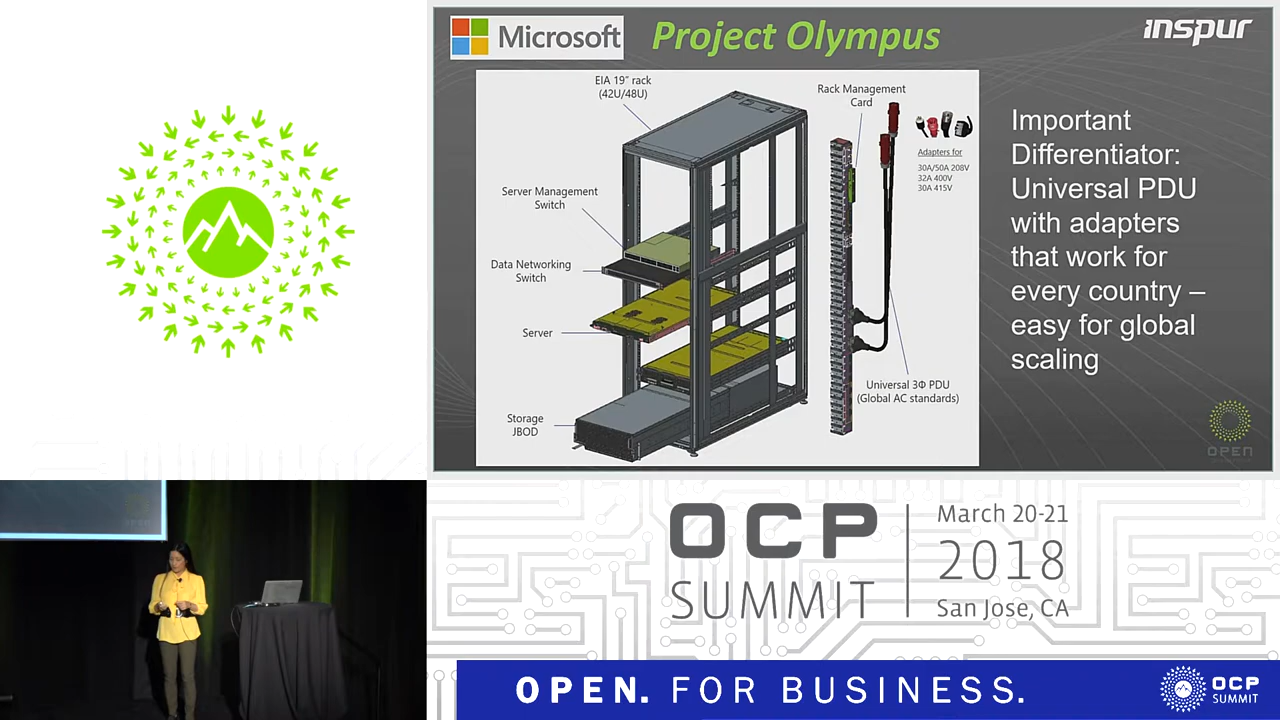 Microsoft
Project Olympus
inspur
EIA 19" rack
(42U/48U)
Rack Management
Card
Adapters for
30A/50A 208V
32A 400V
30A 415V
Server Management
Switch
Data Networking
Switch
Server
Storage
JBOD
Universal 3Φ PDU
(Global AC standards)
Important
Differentiator:
Universal PDU
with adapters
that work for
every country –
easy for global
scaling
OPEN
OCP
SUMMIT
March 20-21
2018
San Jose, CA
OPEN. FOR BUSINESS.
OCP
SUMMIT